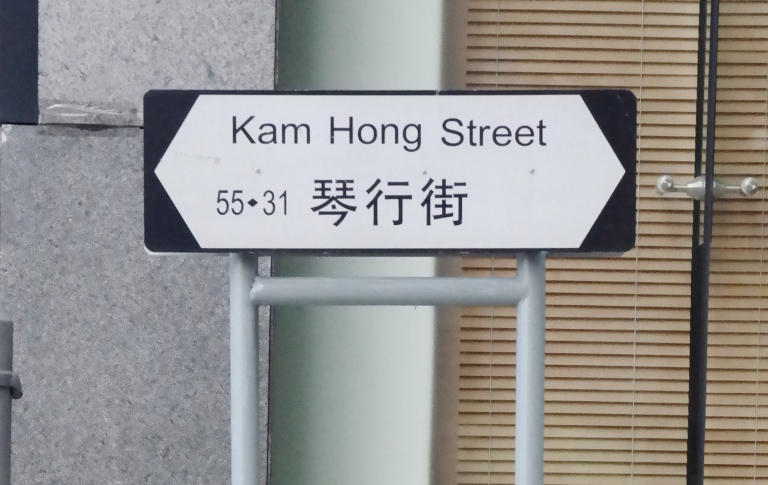 Kam Hong Street
55◆31 琴行街